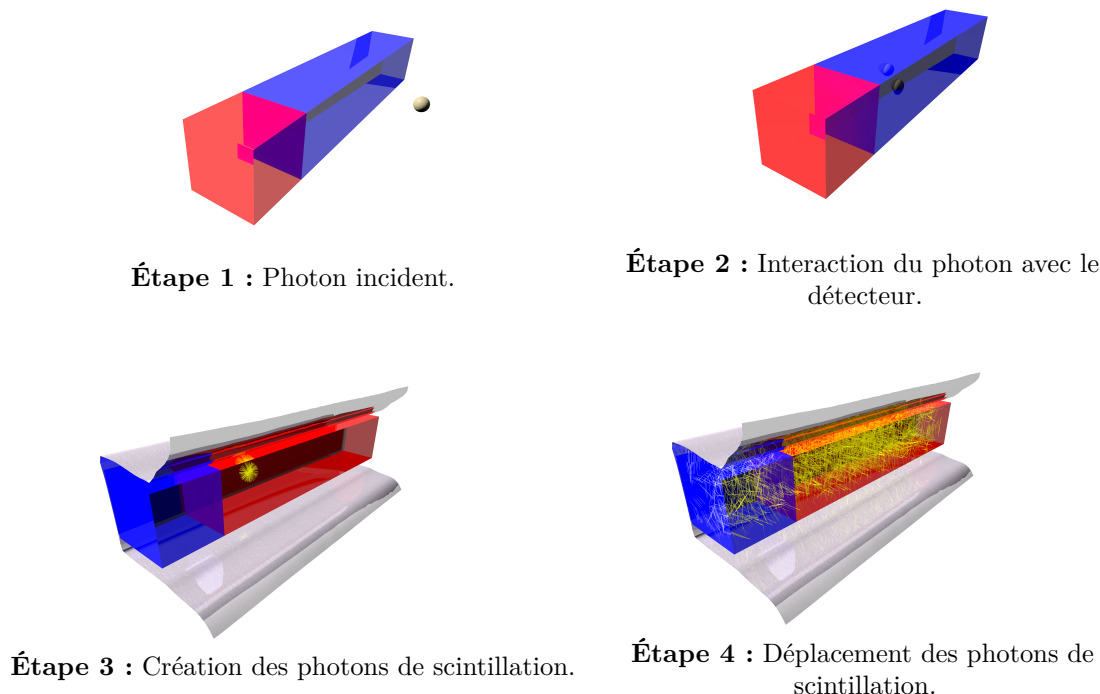 Étape 1 : Photon incident.
Étape 2 : Interaction du photon avec le
détecteur.
Étape 3 : Création des photons de scintillation.
Étape 4 : Déplacement des photons de
scintillation.